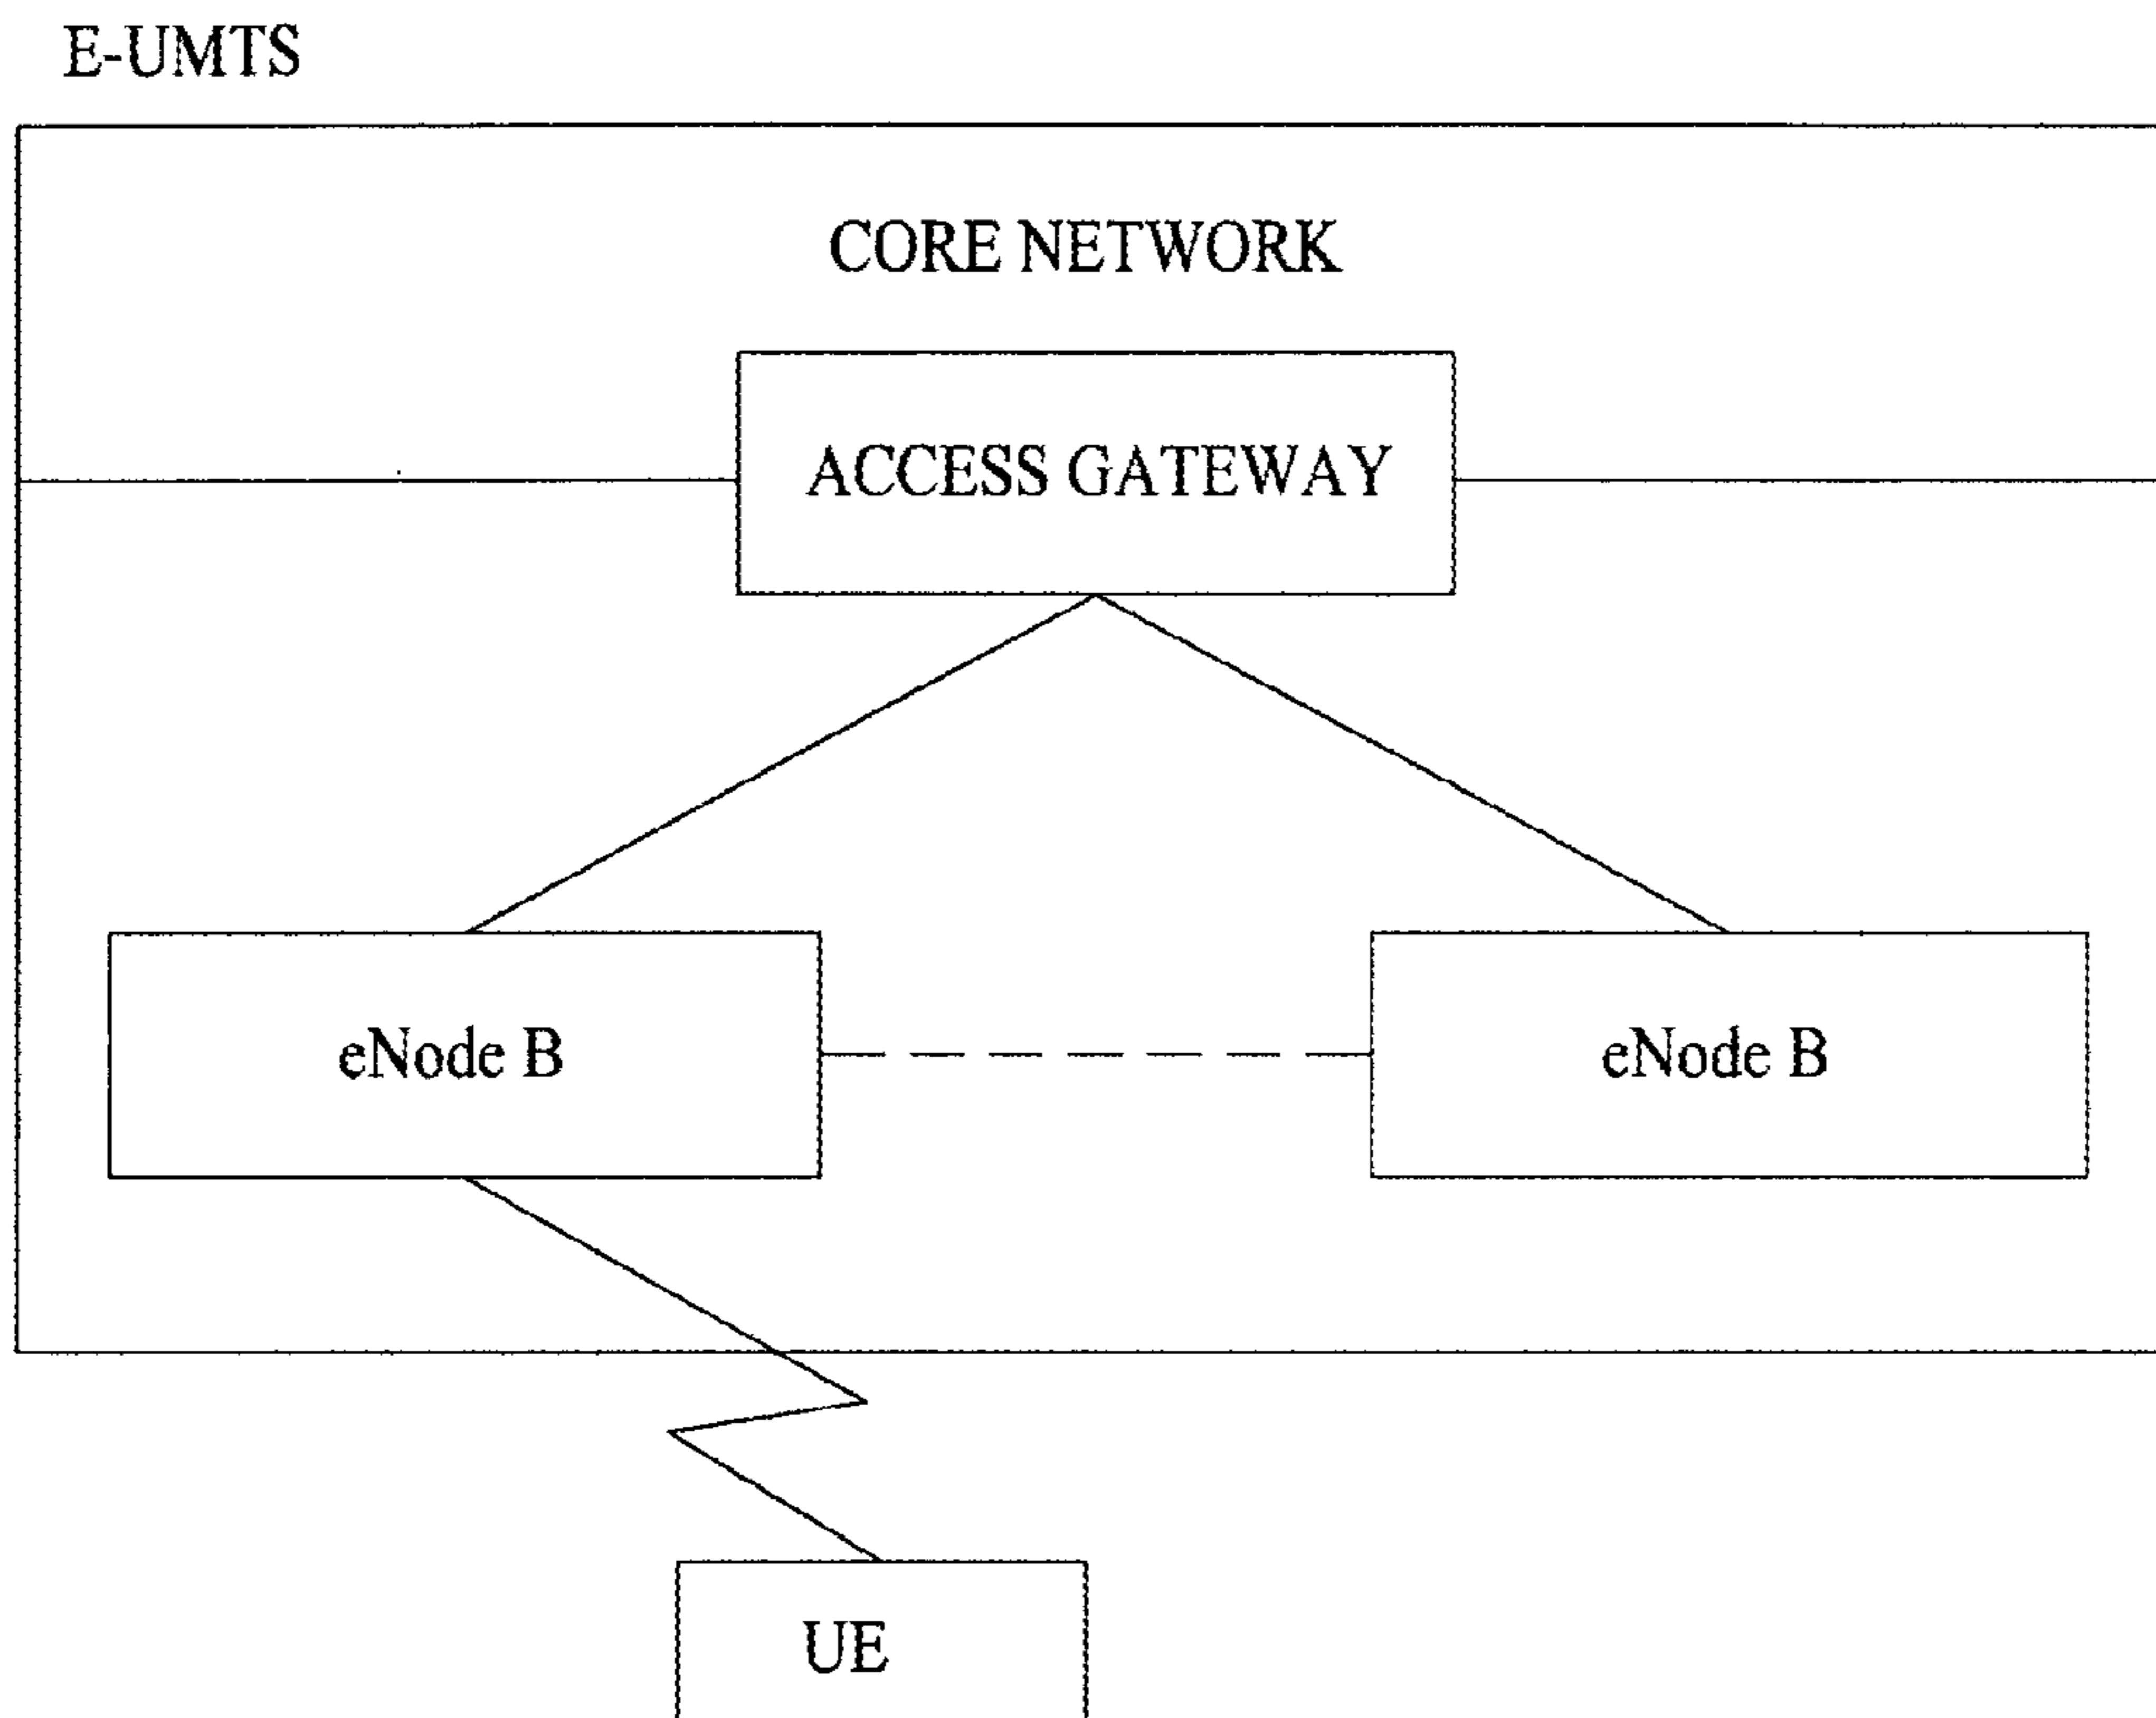 E-UMTS
CORE NETWORK
ACCESS GATEWAY
eNode B
eNode B
UE